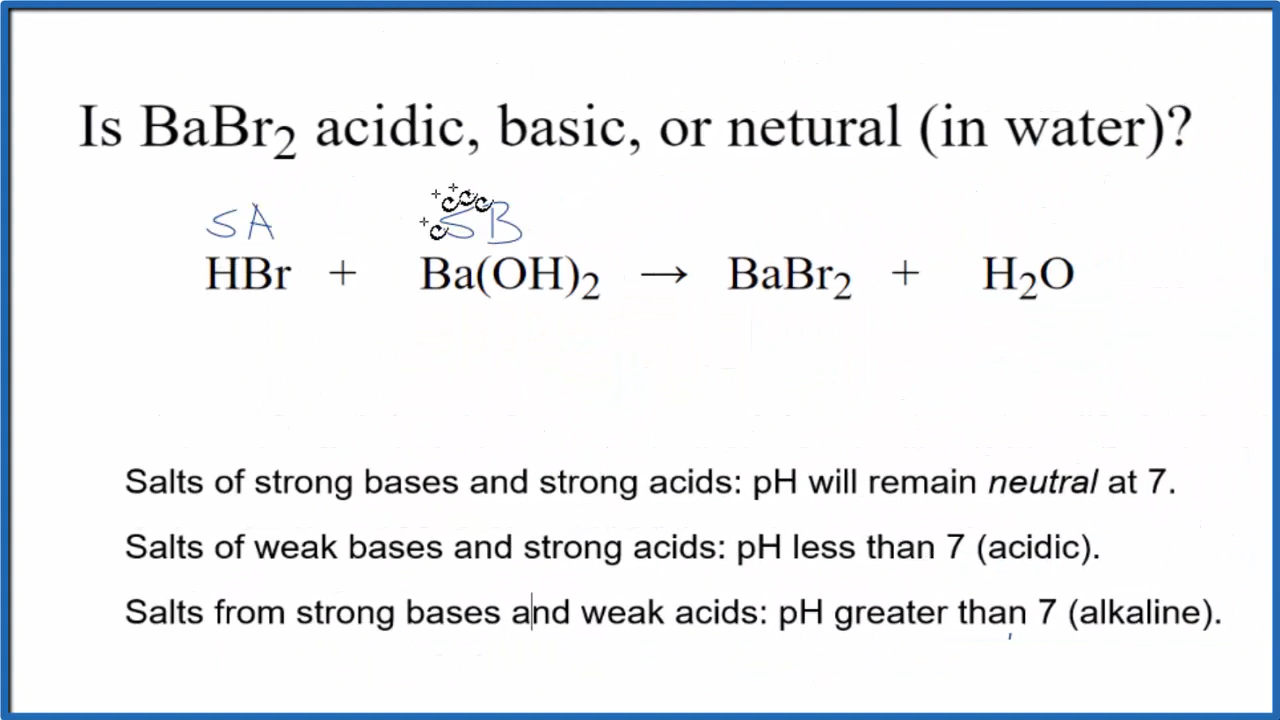 Is BaBr₂ acidic, basic, or netural (in water)?
SA SB
HBr + Ba(OH)₂ → BaBr₂ + H₂O
Salts of strong bases and strong acids: pH will remain neutral at 7.
Salts of weak bases and strong acids: pH less than 7 (acidic).
Salts from strong bases and weak acids: pH greater than 7 (alkaline).